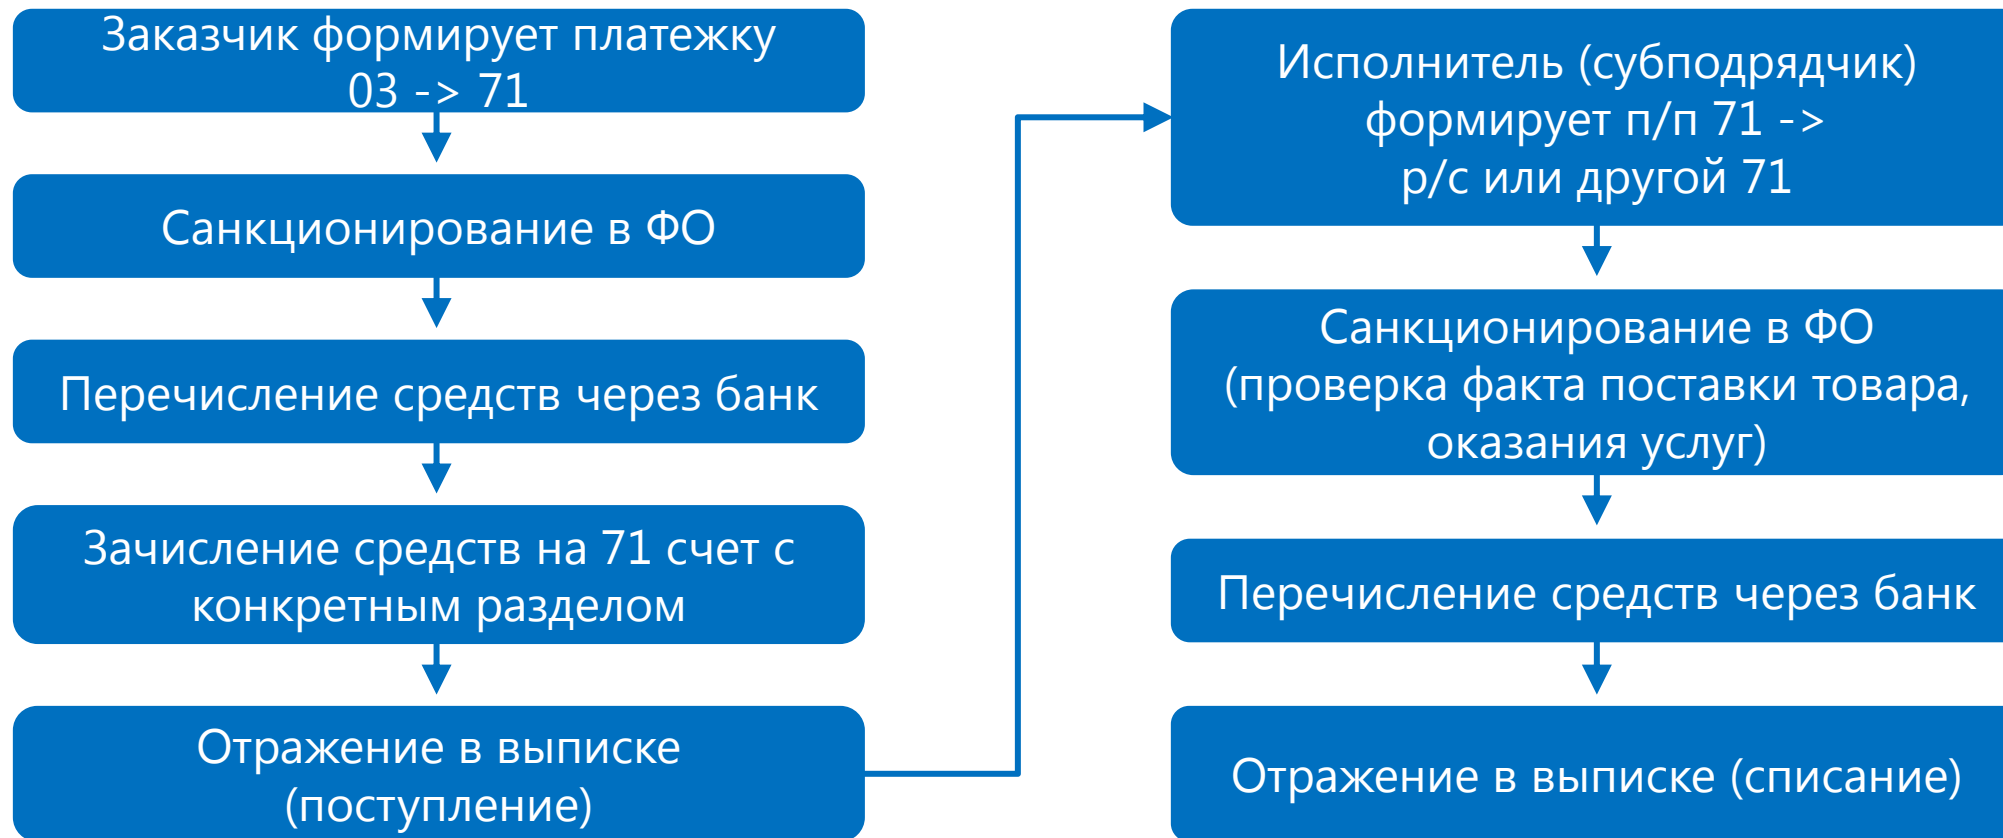 Заказчик формирует платежку
03 -> 71
Санкционирование в ФО
Перечисление средств через банк
Зачисление средств на 71 счет с
конкретным разделом
Отражение в выписке
(поступление)
Исполнитель (субподрядчик)
формирует п/п 71 ->
р/с или другой 71
Санкционирование в ФО
(проверка факта поставки товара,
оказания услуг)
Перечисление средств через банк
Отражение в выписке (списание)